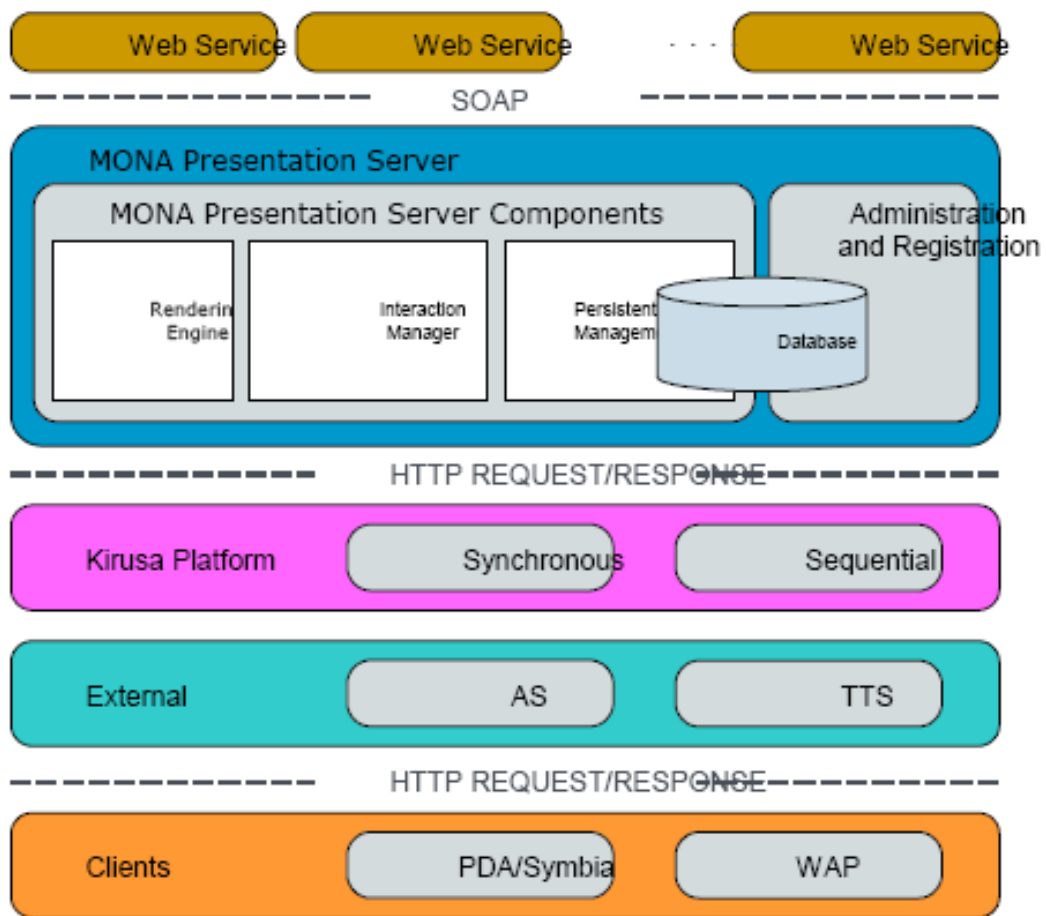 Web Service
Web Service
. . .
Web Service
SOAP
MONA Presentation Server
MONA Presentation Server Components
Administration
and Registration
Renderin
Engine
Interaction
Manager
Persistent
Managem
Database
HTTP REQUEST/RESPONSE
Kirusa Platform
Synchronous
Sequential
External
AS
TTS
HTTP REQUEST/RESPONSE
Clients
PDA/Symbia
WAP